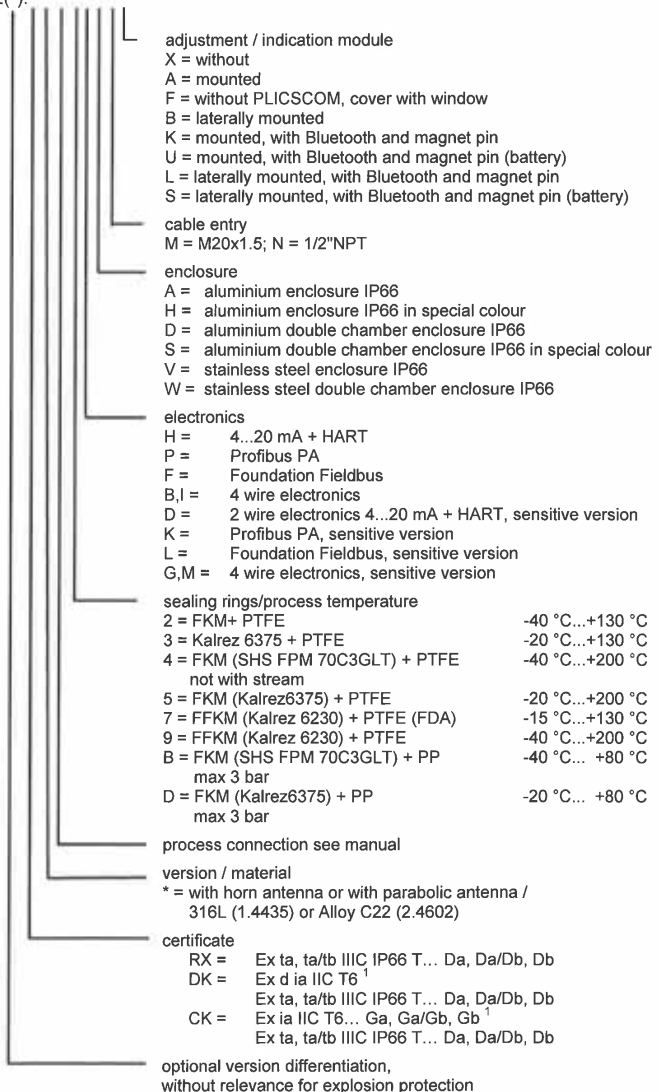 adjustment / indication module
X = without
A = mounted
F = without PLICSCOM, cover with window
B = laterally mounted
K = mounted, with Bluetooth and magnet pin
U = mounted, with Bluetooth and magnet pin (battery)
L = laterally mounted, with Bluetooth and magnet pin
S = laterally mounted, with Bluetooth and magnet pin (battery)
cable entry
M = M20x1.5; N = 1/2"NPT
enclosure
A = aluminium enclosure IP66
H = aluminium enclosure IP66 in special colour
D = aluminium double chamber enclosure IP66
S = aluminium double chamber enclosure IP66 in special colour
V = stainless steel enclosure IP66
W = stainless steel double chamber enclosure IP66
electronics
H = 4...20 mA + HART
P = Profibus PA
F = Foundation Fieldbus
B,I = 4 wire electronics
D = 2 wire electronics 4...20 mA + HART, sensitive version
K = Profibus PA, sensitive version
L = Foundation Fieldbus, sensitive version
G,M = 4 wire electronics, sensitive version
sealing rings/process temperature
2 = FKM+ PTFE -40 °C...+130 °C
3 = Kalrez 6375 + PTFE -20 °C...+130 °C
4 = FKM (SHS FPM 70C3GLT) + PTFE -40 °C...+200 °C
not with stream
5 = FKM (Kalrez6375) + PTFE -20 °C...+200 °C
7 = FFKM (Kalrez 6230) + PTFE (FDA) -15 °C...+130 °C
9 = FFKM (Kalrez 6230) + PTFE -40 °C...+200 °C
B = FKM (SHS FPM 70C3GLT) + PP -40 °C... +80 °C
max 3 bar
D = FKM (Kalrez6375) + PP -20 °C... +80 °C
max 3 bar
process connection see manual
version / material
* = with horn antenna or with parabolic antenna /
316L (1.4435) or Alloy C22 (2.4602)
certificate
RX = Ex ta, ta/tb IIIC IP66 T... Da, Da/Db, Db
DK = Ex d ia IIC T6 ¹
Ex ta, ta/tb IIIC IP66 T... Da, Da/Db, Db
CK = Ex ia IIC T6... Ga, Ga/Gb, Gb ¹
Ex ta, ta/tb IIIC IP66 T... Da, Da/Db, Db
optional version differentiation,
without relevance for explosion protection